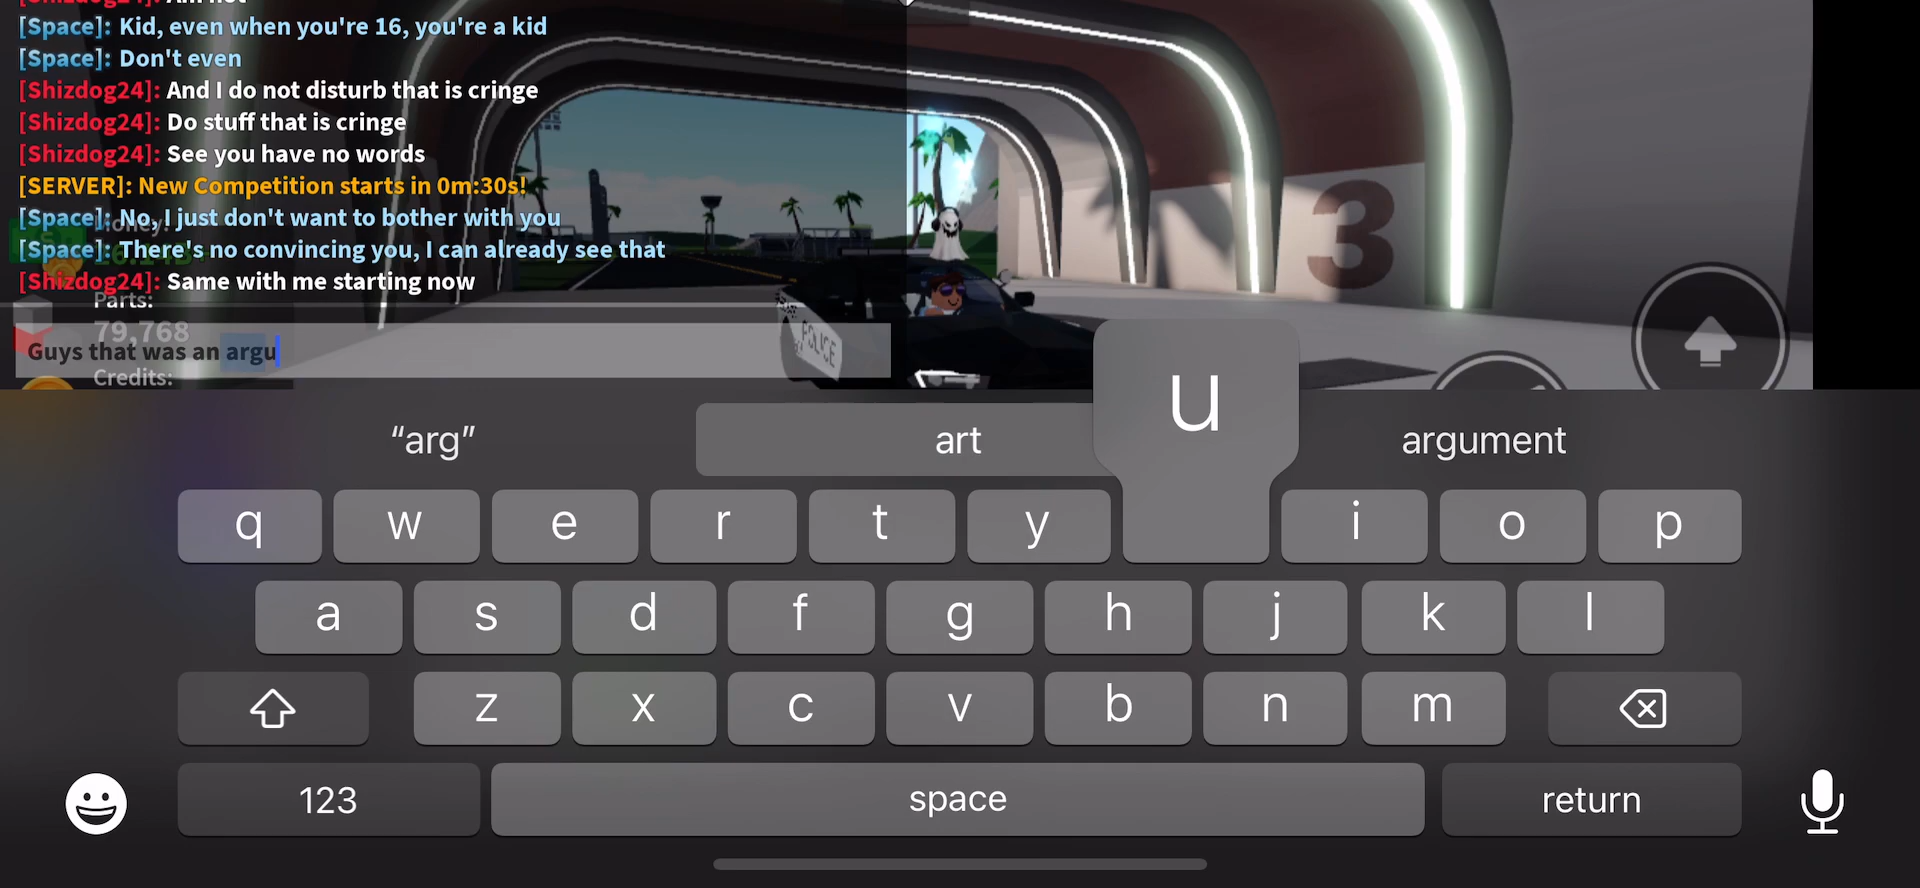 [Space]: Kid, even when you're 16, you're a kid
[Space]: Don't even
[Shizdog24]: And I do not disturb that is cringe
[Shizdog24]: Do stuff that is cringe
[Shizdog24]: See you have no words
[SERVER]: New Competition starts in 0m:30s!
[Space]: No, I just don't want to bother with you
[Space]: There's no convincing you, I can already see that
[Shizdog24]: Same with me starting now
Parts:
79,768
Guys that was an argu
Credits:
POLICE
3
u
“arg” art argument
q w e r t y i o p
a s d f g h j k l
z x c v b n m
123 space return